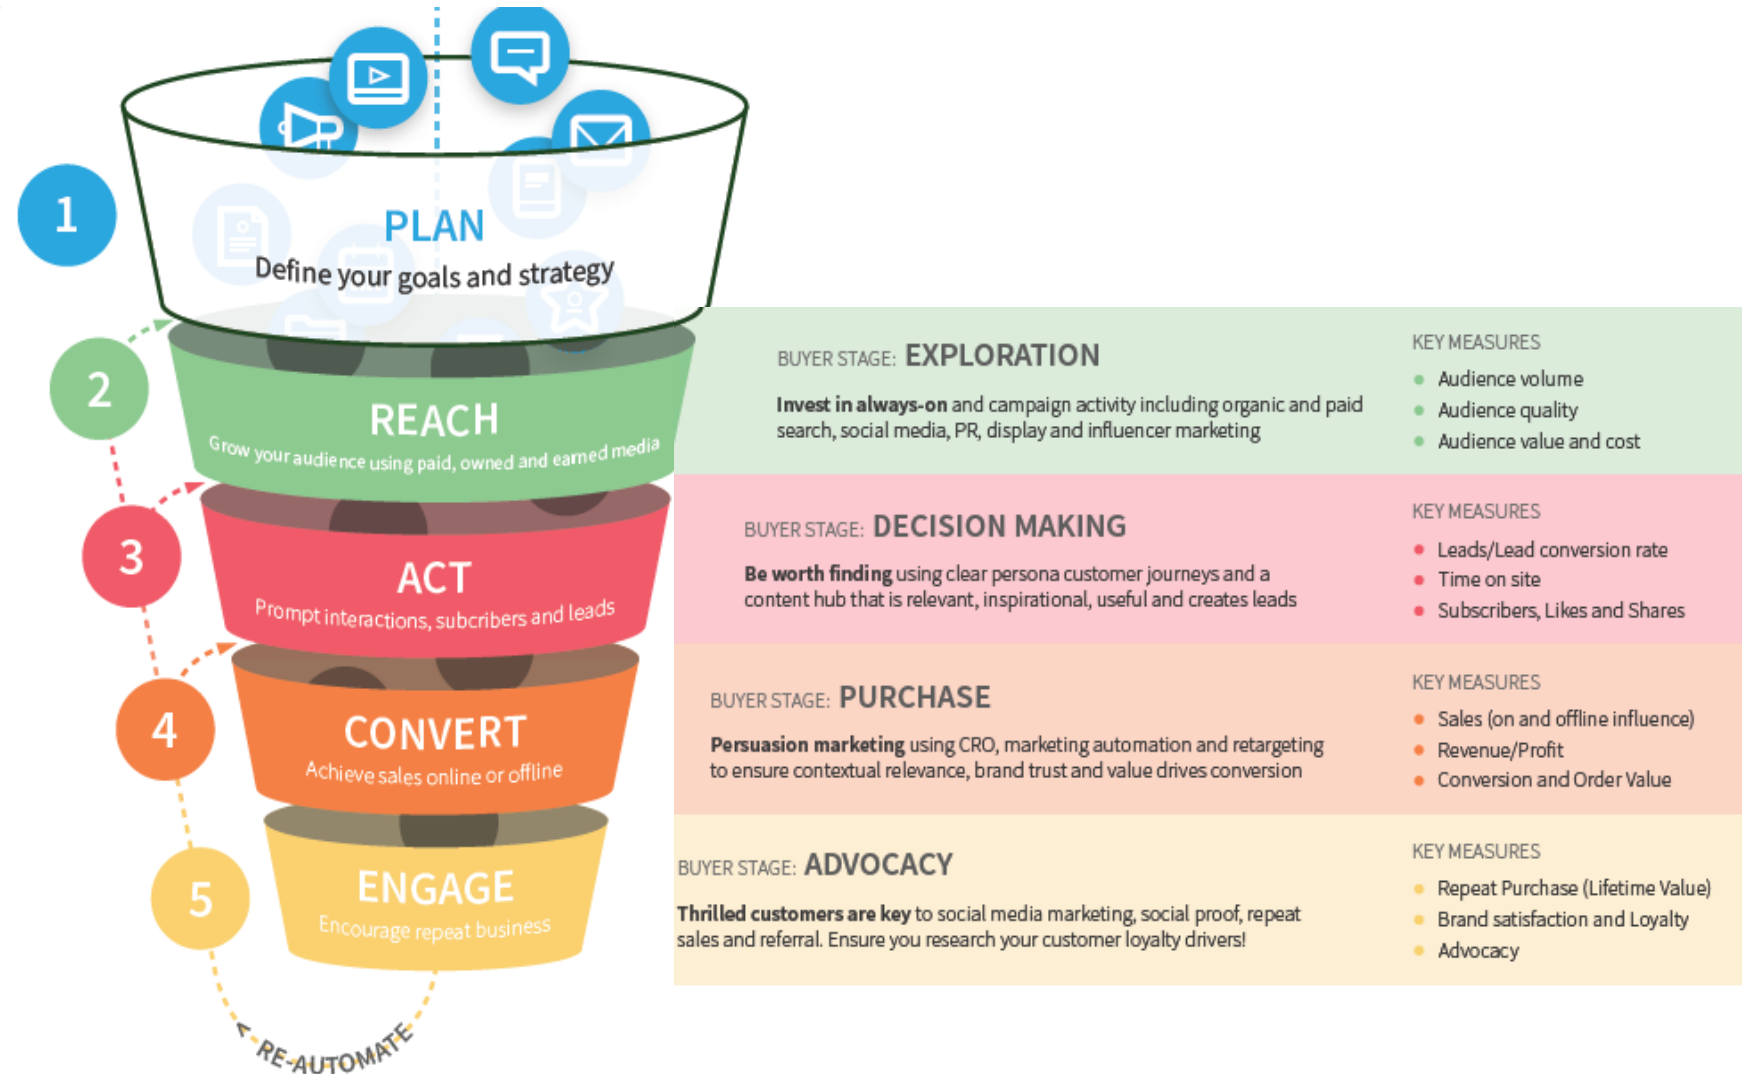 1
PLAN
Define your goals and strategy
2
REACH
Grow your audience using paid, owned and earned media
BUYER STAGE: EXPLORATION
Invest in always-on and campaign activity including organic and paid
search, social media, PR, display and influencer marketing
KEY MEASURES
Audience volume
Audience quality
Audience value and cost
3
ACT
Prompt interactions, subcribers and leads
BUYER STAGE: DECISION MAKING
Be worth finding using clear persona customer journeys and a
content hub that is relevant, inspirational, useful and creates leads
KEY MEASURES
Leads/Lead conversion rate
Time on site
Subscribers, Likes and Shares
4
CONVERT
Achieve sales online or offline
BUYER STAGE: PURCHASE
Persuasion marketing using CRO, marketing automation and retargeting
to ensure contextual relevance, brand trust and value drives conversion
KEY MEASURES
Sales (on and offline influence)
Revenue/Profit
Conversion and Order Value
5
ENGAGE
Encourage repeat business
BUYER STAGE: ADVOCACY
Thrilled customers are key to social media marketing, social proof, repeat
sales and referral. Ensure you research your customer loyalty drivers!
KEY MEASURES
Repeat Purchase (Lifetime Value)
Brand satisfaction and Loyalty
Advocacy
RE-AUTOMATE